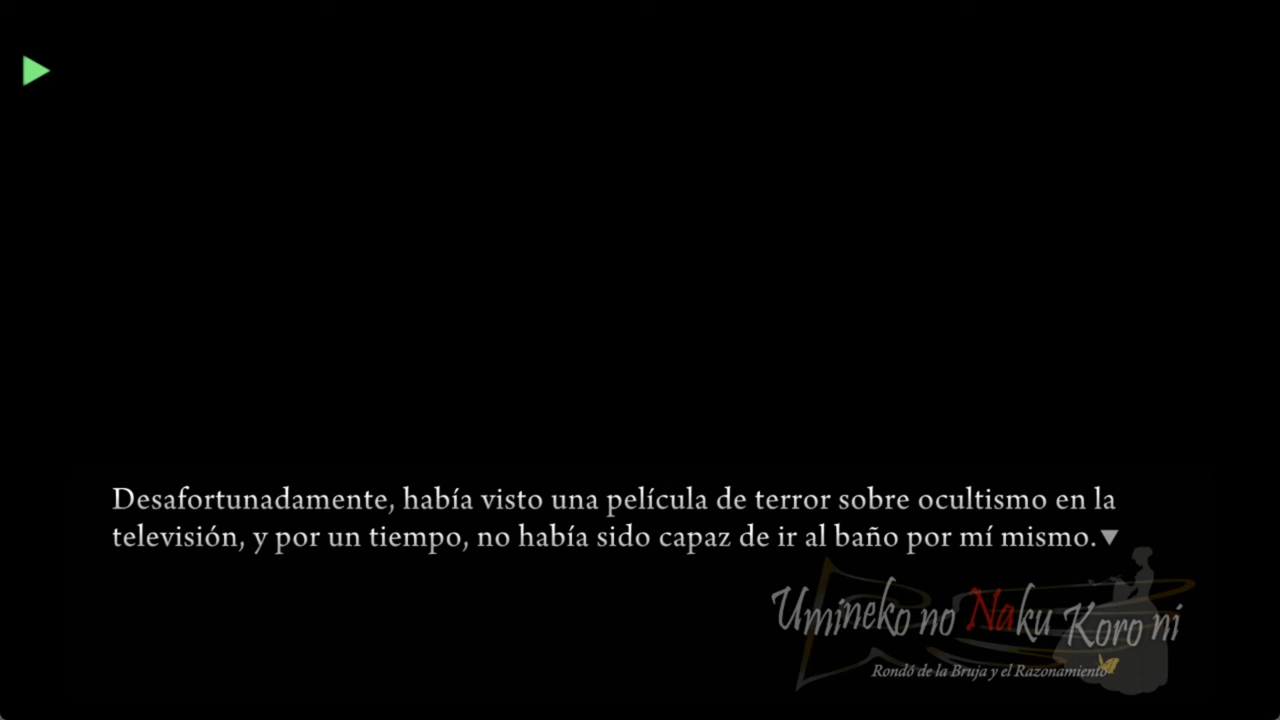 Desafortunadamente, había visto una película de terror sobre ocultismo en la
televisión, y por un tiempo, no había sido capaz de ir al baño por mí mismo.
Umineko no Naku Koro ni
Rondó de la Bruja y el Razonamiento